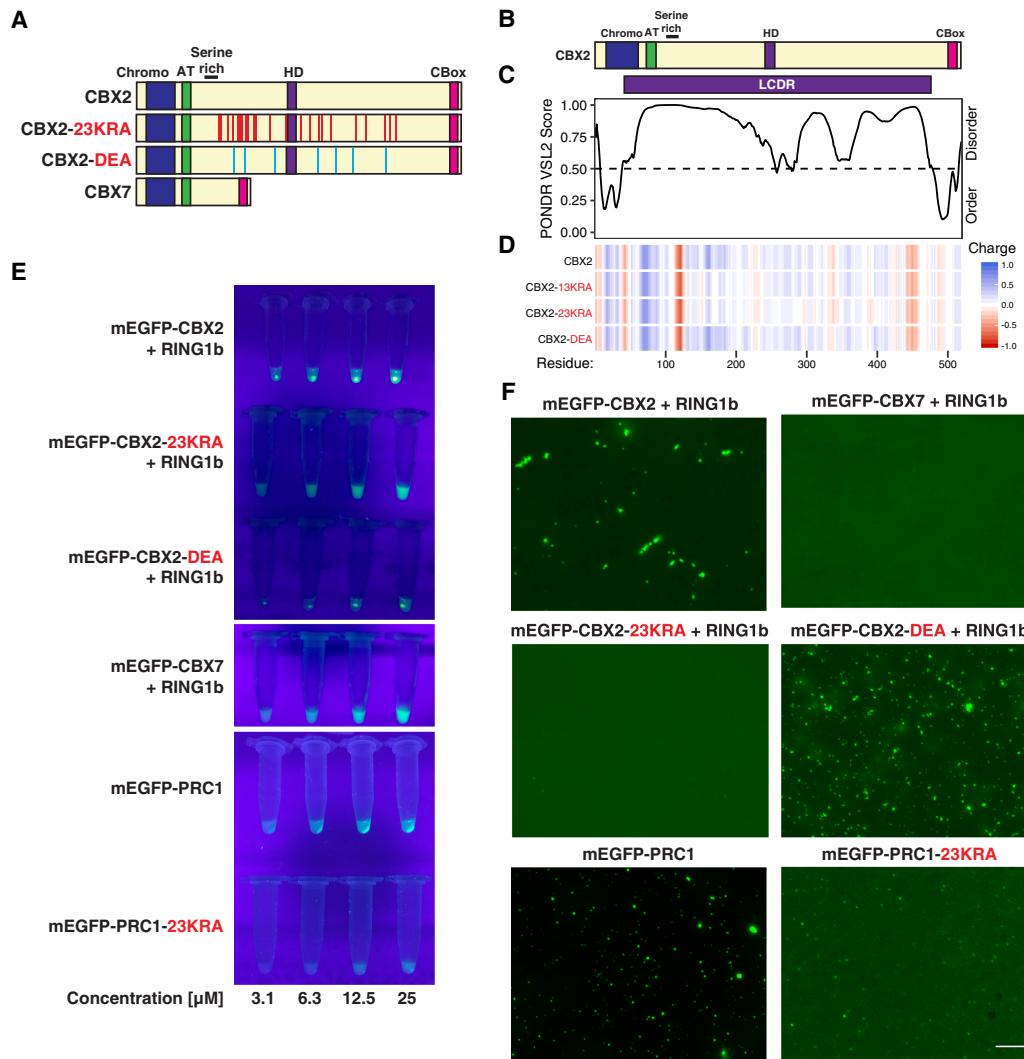 A
Serine
rich
Chromo AT HD CBox
CBX2
CBX2-23KRA
CBX2-DEA
CBX7
B
Serine
rich
Chromo AT HD CBox
CBX2
C
LCDR
PONDR VSL2 Score
1.00
0.75
0.50
0.25
0.00
Disorder
Order
D
CBX2
CBX2-13KRA
CBX2-23KRA
CBX2-DEA
Residue: 100 200 300 400 500
Charge
1.0
0.5
0.0
-0.5
-1.0
E
mEGFP-CBX2
+ RING1b
mEGFP-CBX2-23KRA
+ RING1b
mEGFP-CBX2-DEA
+ RING1b
mEGFP-CBX7
+ RING1b
mEGFP-PRC1
mEGFP-PRC1-23KRA
Concentration [µM] 3.1 6.3 12.5 25
F
mEGFP-CBX2 + RING1b
mEGFP-CBX7 + RING1b
mEGFP-CBX2-23KRA + RING1b
mEGFP-CBX2-DEA + RING1b
mEGFP-PRC1
mEGFP-PRC1-23KRA